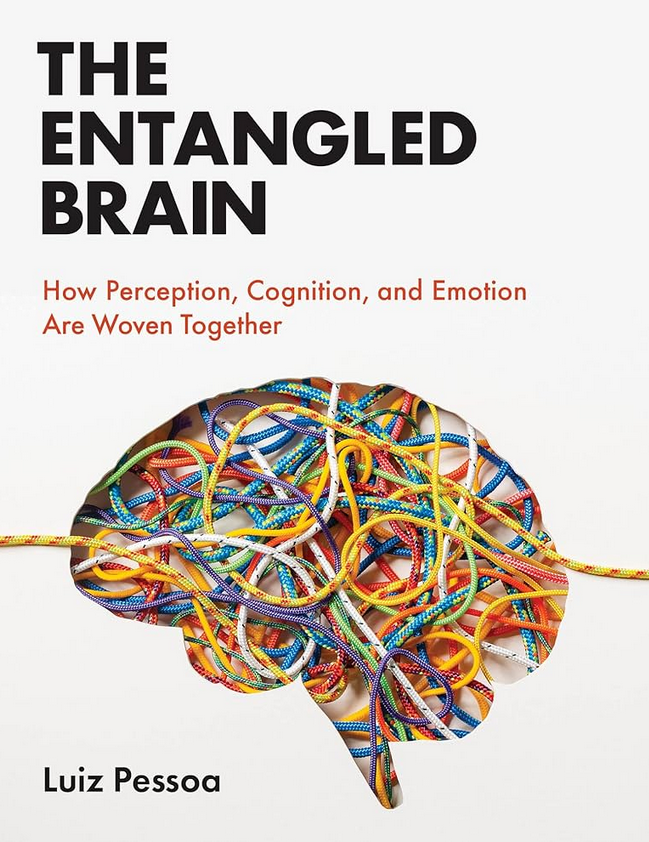 THE
ENTANGLED
BRAIN
How Perception, Cognition, and Emotion
Are Woven Together
Luiz Pessoa